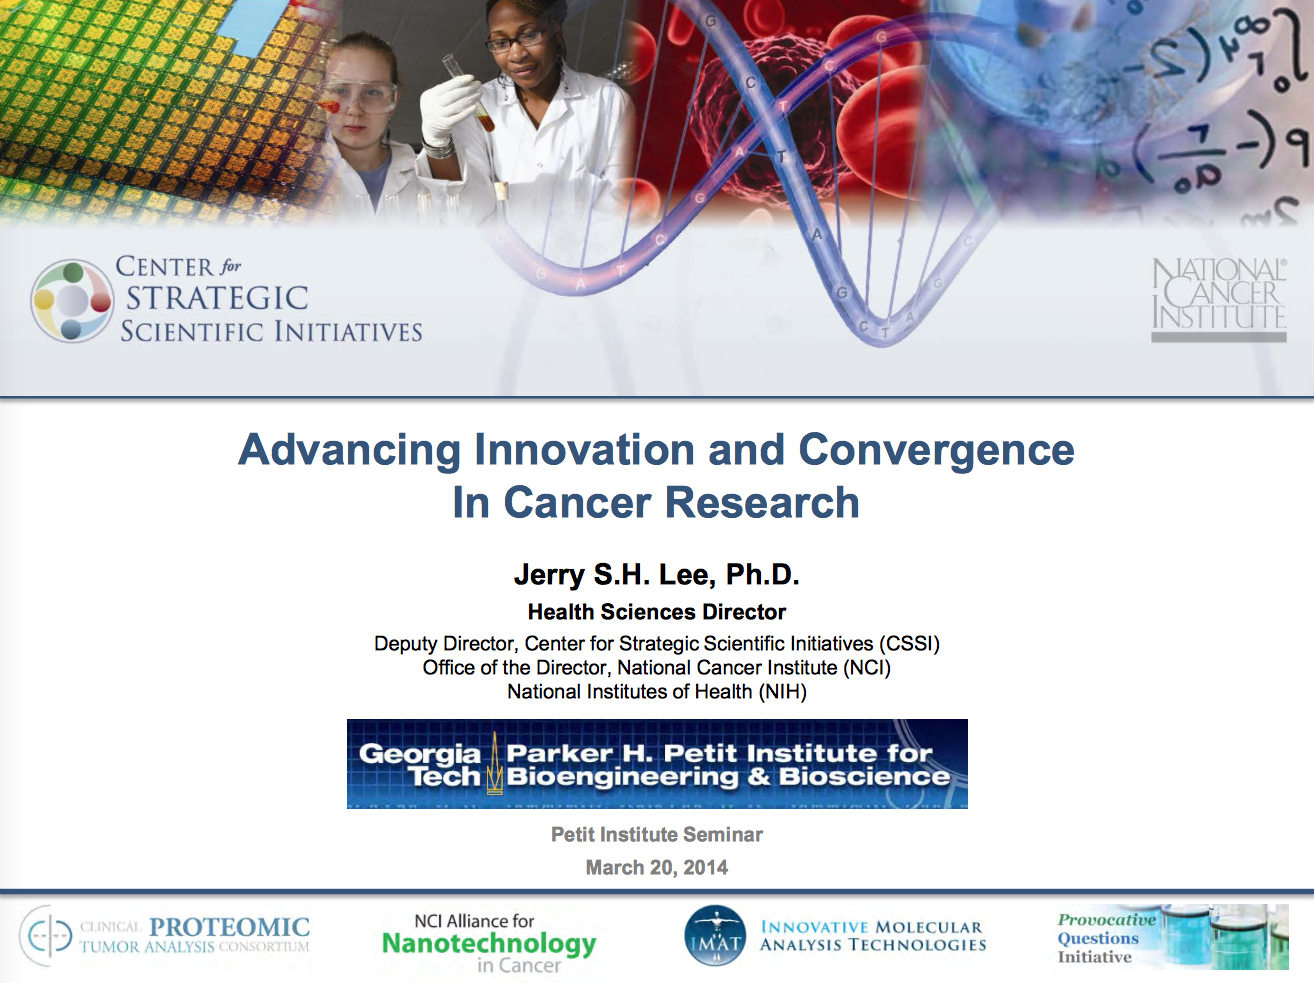 CENTER for
STRATEGIC
SCIENTIFIC INITIATIVES
NATIONAL
CANCER
INSTITUTE
Advancing Innovation and Convergence
In Cancer Research
Jerry S.H. Lee, Ph.D.
Health Sciences Director
Deputy Director, Center for Strategic Scientific Initiatives (CSSI)
Office of the Director, National Cancer Institute (NCI)
National Institutes of Health (NIH)
Georgia
Tech
Parker H. Petit Institute for
Bioengineering & Bioscience
Petit Institute Seminar
March 20, 2014
CLINICAL PROTEOMIC
TUMOR ANALYSIS CONSORTIUM
NCI Alliance for
Nanotechnology
in Cancer
IMAT
INNOVATIVE MOLECULAR
ANALYSIS TECHNOLOGIES
Provocative
Questions
Initiative